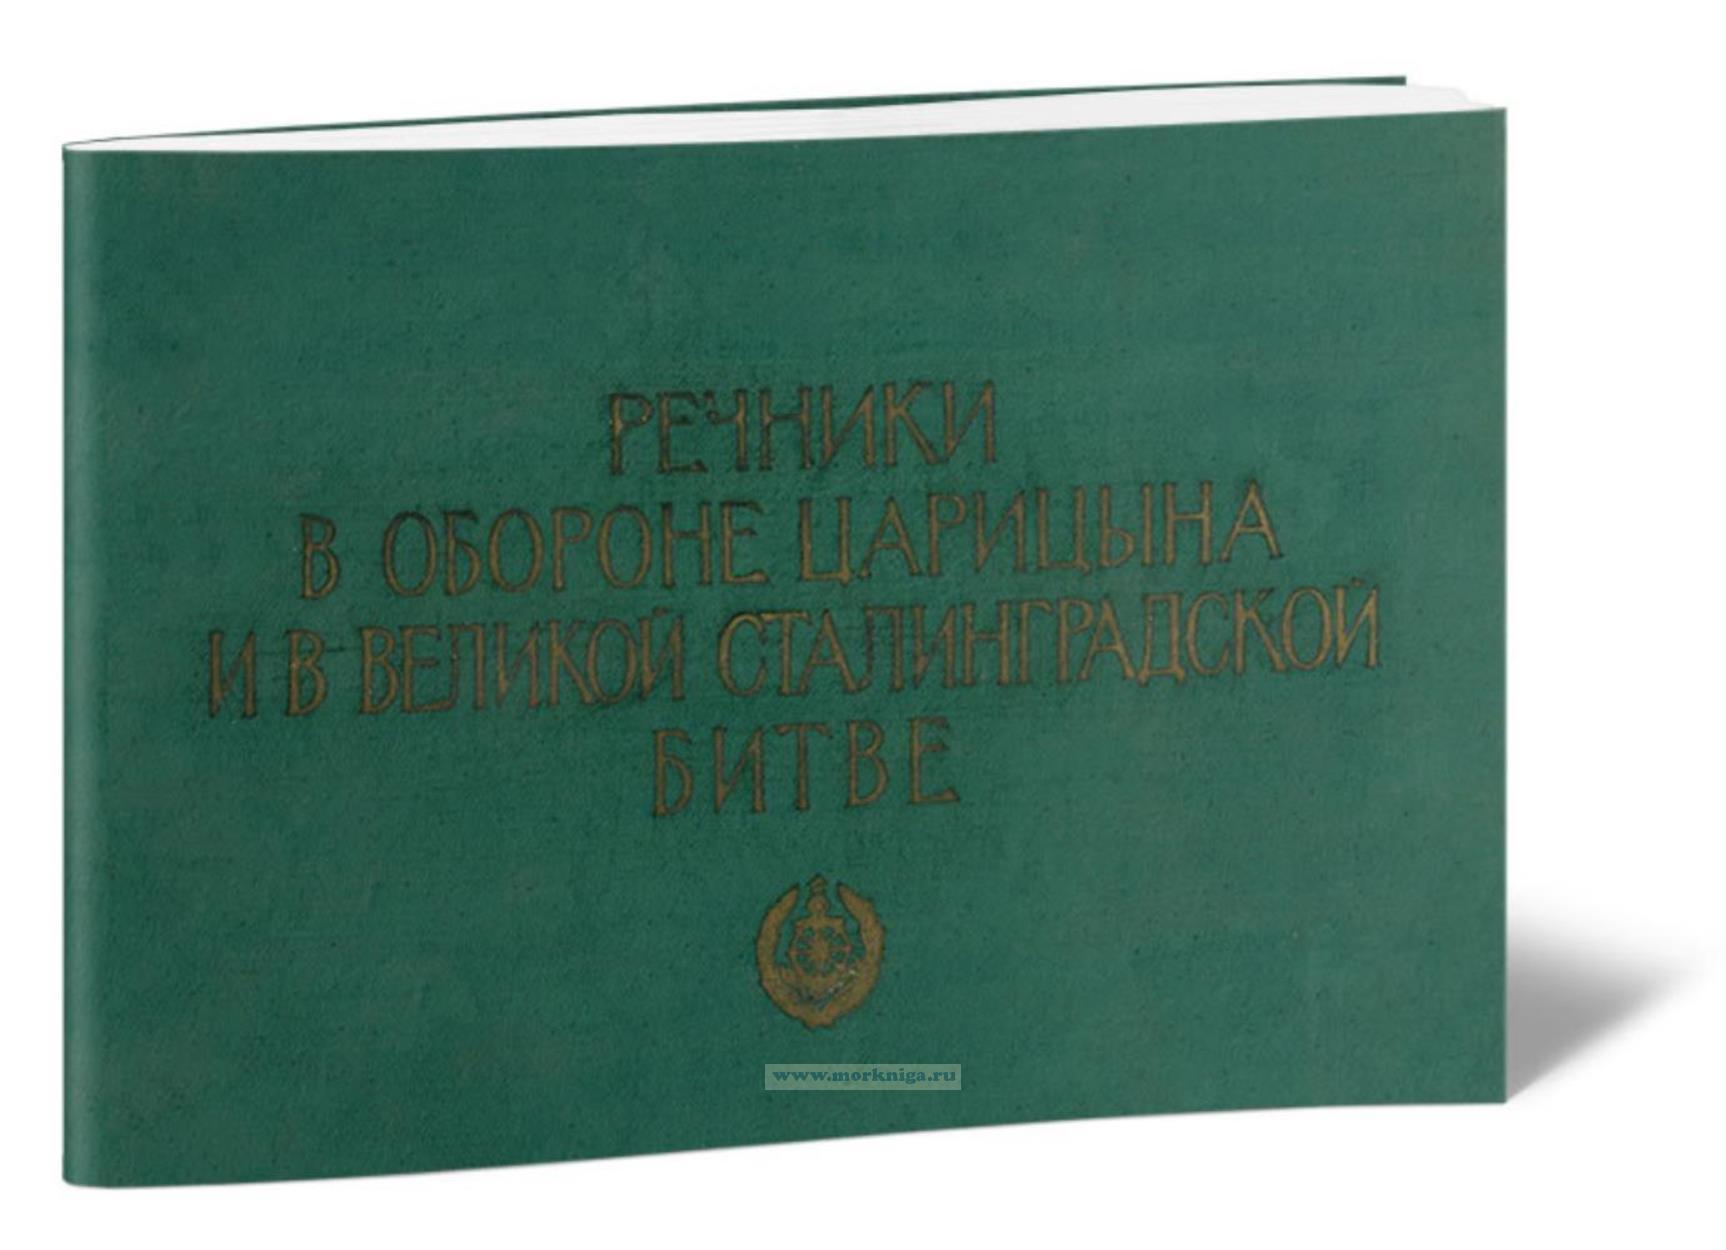 РЕЧНИКИ
В ОБОРОНЕ ЦАРИЦЫНА
И В ВЕЛИКОЙ СТАЛИНГРАДСКОЙ
БИТВЕ
www.morkniga.ru